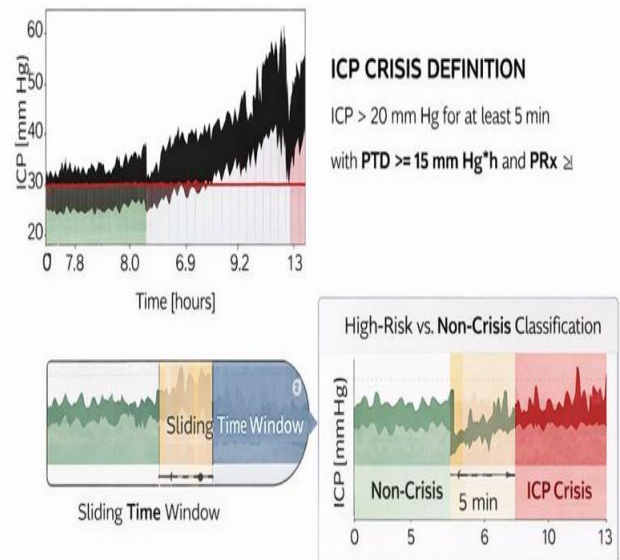 60
50
40
130
20
ICP [mm Hg)
0 7.8 8.0 6.9 9.2 13
Time [hours]
ICP CRISIS DEFINITION
ICP > 20 mm Hg for at least 5 min
with PTD >= 15 mm Hg*h and PRx ≥
Sliding Time Window
Sliding Time Window
High-Risk vs. Non-Crisis Classification
ICP [mmHg)
Non-Crisis
5 min
ICP Crisis
0 5 6 10 13